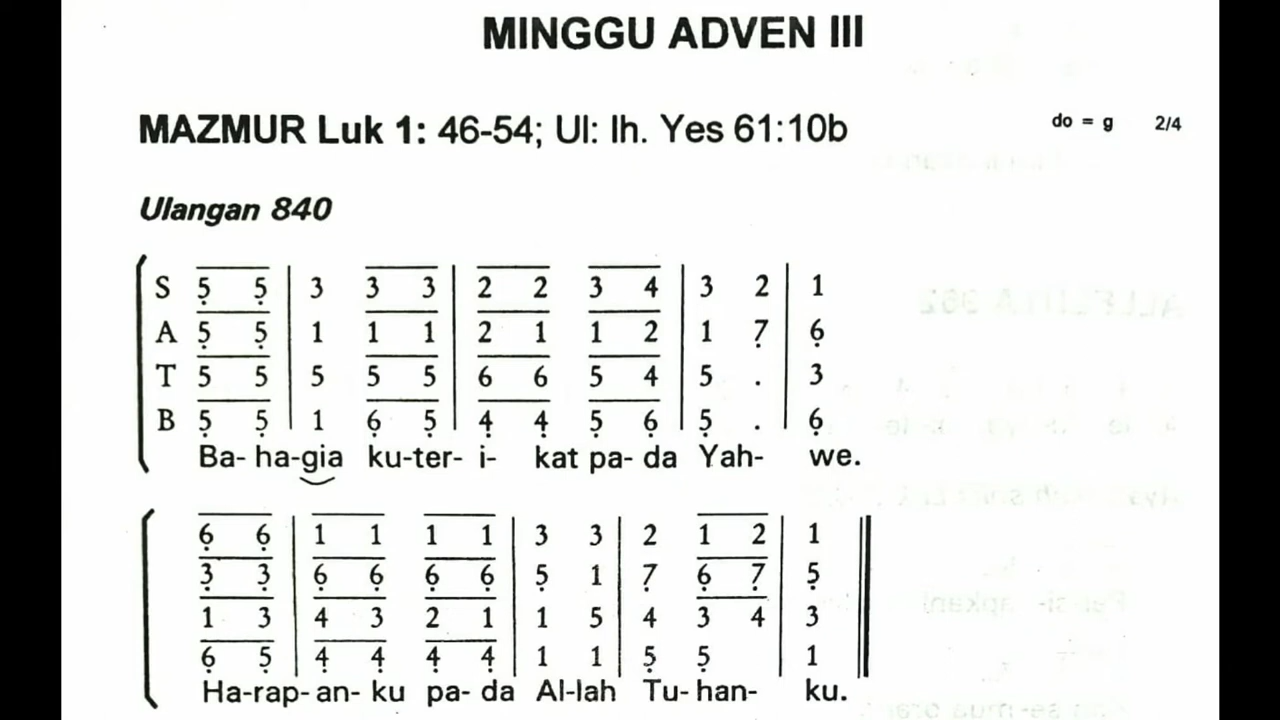 MINGGU ADVEN III
MAZMUR Luk 1: 46-54; Ul: lh. Yes 61:10b do = g 2/4
Ulangan 840
S 5̣ 5̣ | 3 3 3 | 2 2 3 4 | 3 2 | 1
A 5̣ 5̣ | 1 1 1 | 2 1 1 2 | 1 7̣ | 6̣
T 5 5 | 5 5 5 | 6 6 5 4 | 5 . | 3
B 5̣ 5̣ | 1 6̣ 5̣ | 4̣ 4̣ 5̣ 6̣ | 5̣ . | 6̣
Ba- ha-gia ku-ter- i- kat pa- da Yah- we.
6̣ 6̣ | 1 1 1 1 | 3 3 | 2 1 2 | 1
3̣ 3̣ | 6̣ 6̣ 6̣ 6̣ | 5̣ 1 | 7̣ 6̣ 7̣ | 5̣
1 3 | 4 3 2 1 | 1 5 | 4 3 4 | 3
6̣ 5̣ | 4̣ 4̣ 4̣ 4̣ | 1 1 | 5̣ 5̣ | 1
Ha-rap- an- ku pa- da Al-lah Tu- han- ku.